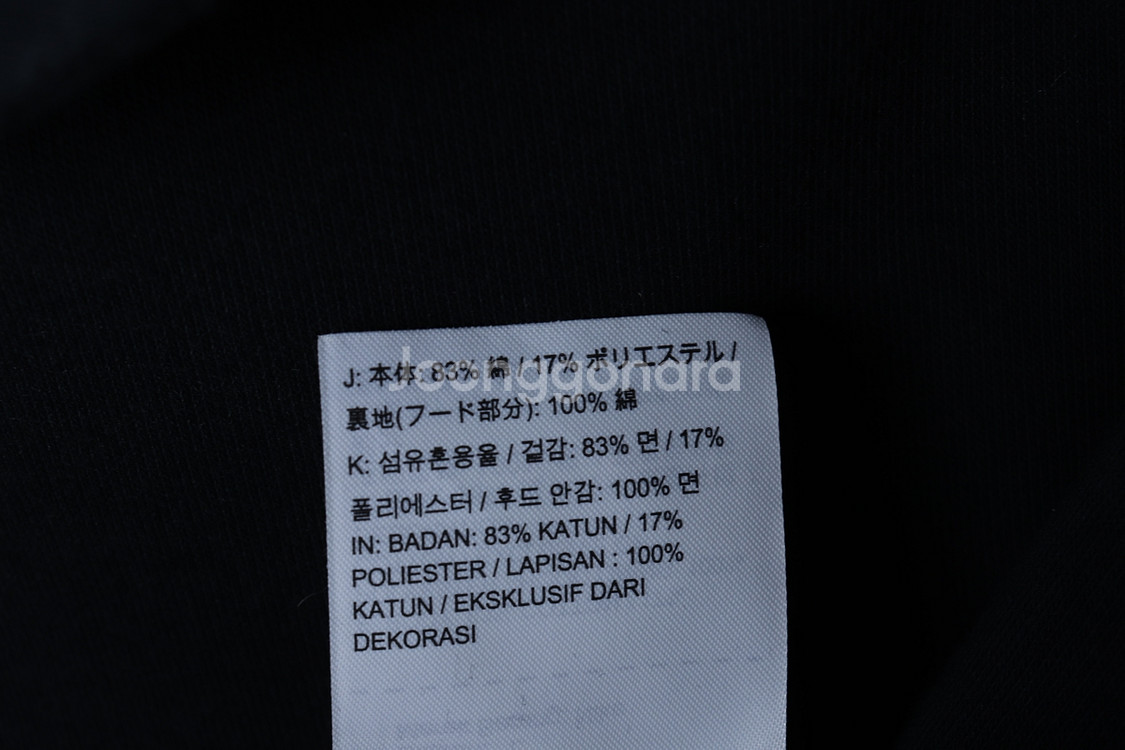 Joonggonara
J: 本体: 83% 綿 / 17% ポリエステル /
裏地(フード部分): 100% 綿
K: 섬유혼용율 / 겉감: 83% 면 / 17%
폴리에스터 / 후드 안감: 100% 면
IN: BADAN: 83% KATUN / 17%
POLIESTER / LAPISAN : 100%
KATUN / EKSKLUSIF DARI
DEKORASI